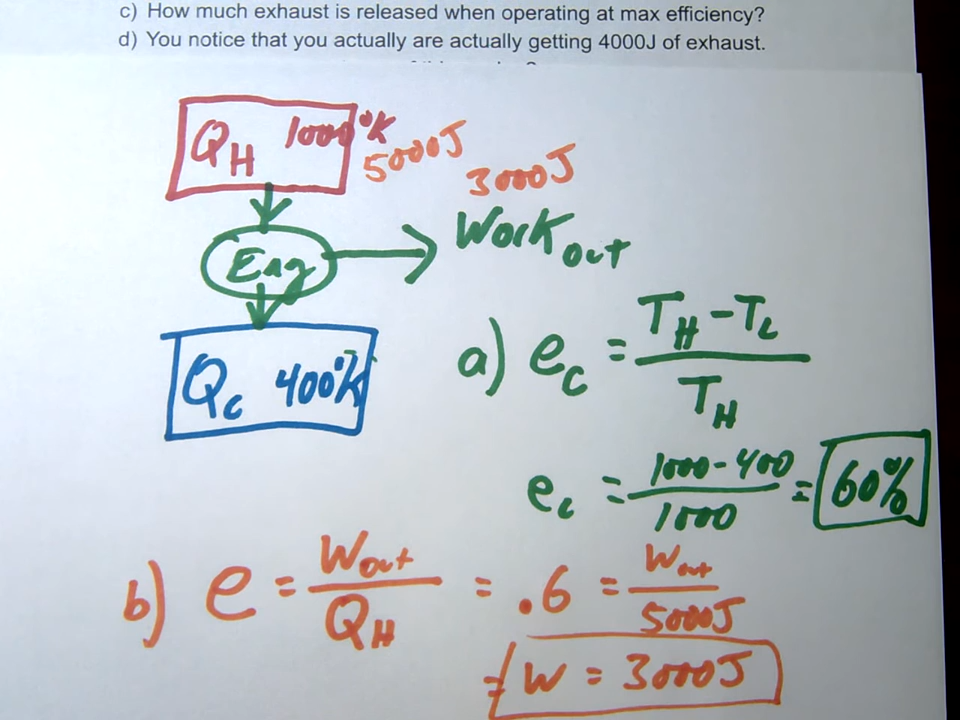 c) How much exhaust is released when operating at max efficiency?
d) You notice that you actually are actually getting 4000J of exhaust.
QH 1000°K
5000J
3000J
Work out
Eng
Qc 400°K
a) ec = TH-TL / TH
ec = 1000-400 / 1000 = 60%
b) e = Wout / QH = .6 = Wout / 5000J
= W = 3000J